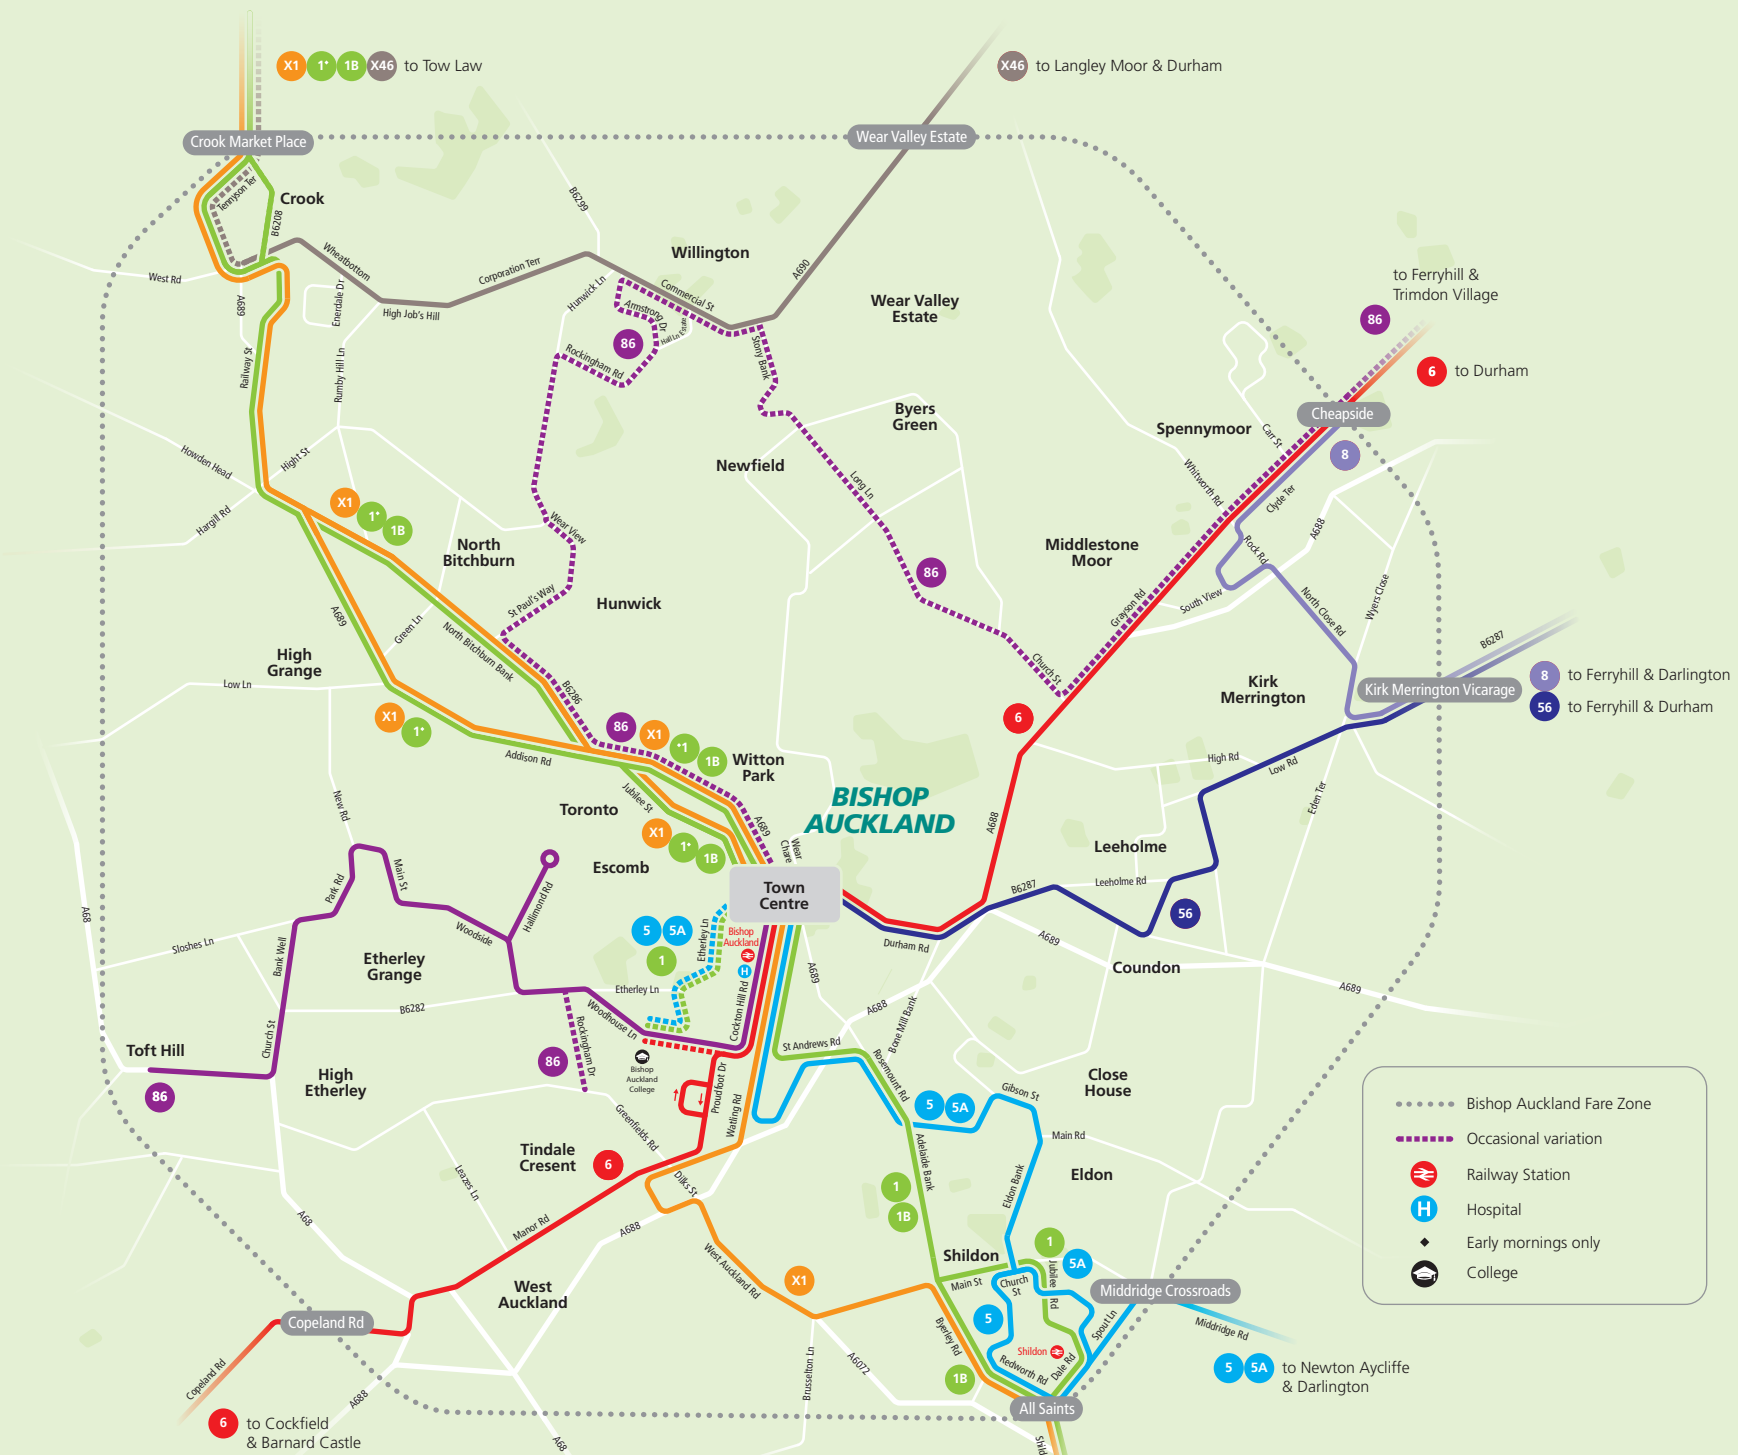 X1 1* 1B X46 to Tow Law
X46 to Langley Moor & Durham
Crook Market Place
Wear Valley Estate
Tennyson Ter
Crook
B6208
B6299
Willington
West Rd
A689
Wheatbottom
Enerdale Dr
High Job's Hill
Corporation Terr
Hunwick Ln
Commercial St
Armstrong Dr
Hall Ln Estate
A690
86
Rockingham Rd
Stony Bank
Wear Valley
Estate
to Ferryhill &
Trimdon Village
86
6 to Durham
Cheapside
8
Railway St
Rumby Hill Ln
Byers
Green
Spennymoor
Carr St
Newfield
Howden Head
Hight St
Hargill Rd
X1
1*
1B
Long Ln
Whitworth Rd
Clyde Ter
A688
Wear View
North
Bitchburn
Middlestone
Moor
Rock Rd
86
St Paul's Way
Hunwick
Grayson Rd
South View
North Close Rd
Wyers Close
A689
Green Ln
North Bitchburn Bank
High
Grange
Low Ln
B6286
Church St
Kirk
Merrington
B6287
Kirk Merrington Vicarage
8 to Ferryhill & Darlington
56 to Ferryhill & Durham
X1
1*
86
X1
*1
1B
6
Addison Rd
Witton
Park
High Rd
Low Rd
Jubilee St
Toronto
BISHOP
AUCKLAND
Eden Ter
New Rd
A689
X1
1*
1B
Wear
Chare
A688
Leeholme
Escomb
Park Rd
Main St
Hallimond Rd
Town
Centre
B6287
Leeholme Rd
56
A68
Woodside
5 5A
1
Etherley Ln
Bishop
Auckland
H
Durham Rd
A689
Coundon
Sloshes Ln
Bank Well
Etherley
Grange
Etherley Ln
A689
A689
B6282
Woodhouse Ln
Cockton Hill Rd
A688
Bone Mill Bank
Church St
Rockingham Dr
St Andrews Rd
Toft Hill
86
High
Etherley
86
Bishop
Auckland
College
Proudfoot Dr
Watling Rd
Rosemount Rd
Close
House
Gibson St
5 5A
Greenfields Rd
Main Rd
Tindale
Cresent
6
Dilks St
Adelaide Bank
Eldon Bank
Eldon
Leazes Ln
1
1B
A68
Manor Rd
A688
Shildon
1
5A
West Auckland Rd
X1
Main St
Church
St
Jubilee Rd
Middridge Crossroads
West
Auckland
5
Spout Ln
Middridge Rd
Copeland Rd
Byerley Rd
Shildon
Redworth Rd
Dale Rd
5 5A to Newton Aycliffe
& Darlington
Copeland Rd
A688
Brusselton Ln
A6072
1B
All Saints
6 to Cockfield
& Barnard Castle
A68
Shild
Bishop Auckland Fare Zone
Occasional variation
Railway Station
H Hospital
Early mornings only
College